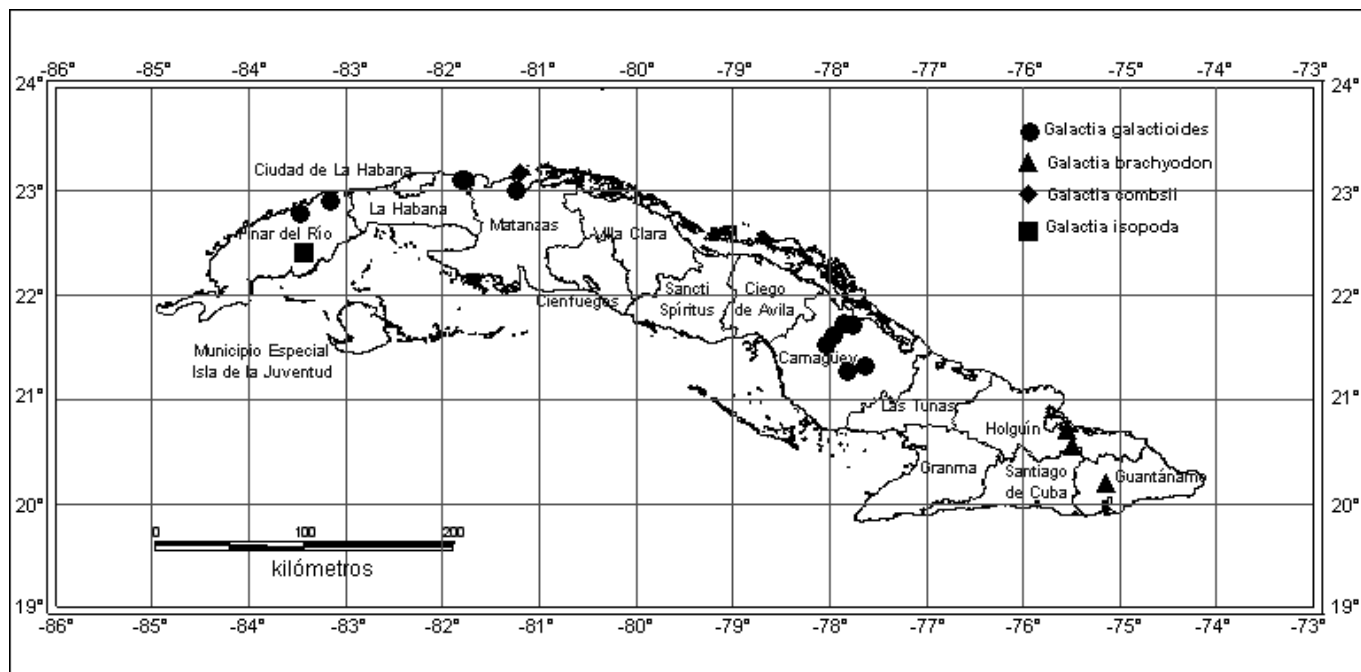 -86° -85° -84° -83° -82° -81° -80° -79° -78° -77° -76° -75° -74° -73°
24° 24°
Galactia galactioides
Galactia brachyodon
Galactia combsii
Galactia isopoda
Ciudad de La Habana
23° 23°
La Habana
Pinar del Río
Matanzas
Villa Clara
22° 22°
Cienfuegos
Sancti
Spíritus
Ciego
de Avila
Municipio Especial
Isla de la Juventud
Camagüey
21° 21°
Las Tunas
Holguín
Granma
Santiago
de Cuba
Guantánamo
20° 20°
0 100 200
kilómetros
19° 19°
-86° -85° -84° -83° -82° -81° -80° -79° -78° -77° -76° -75° -74° -73°